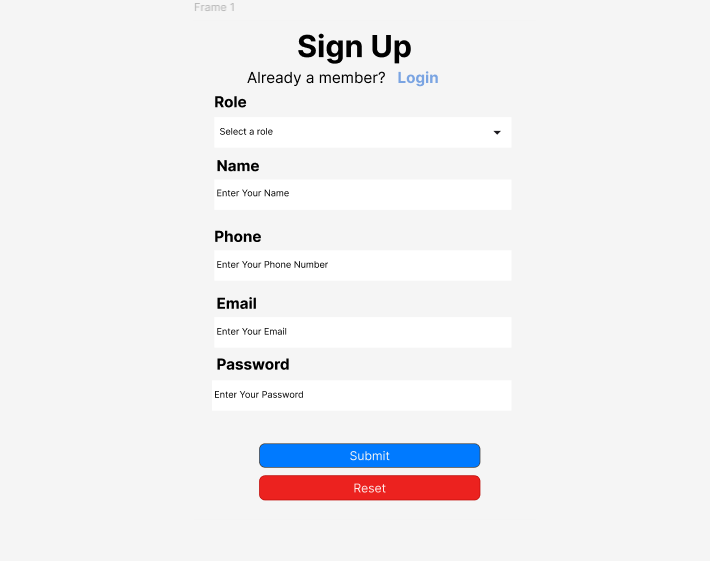 Frame 1
Sign Up
Already a member? Login
Role
Select a role
Name
Enter Your Name
Phone
Enter Your Phone Number
Email
Enter Your Email
Password
Enter Your Password
Submit
Reset